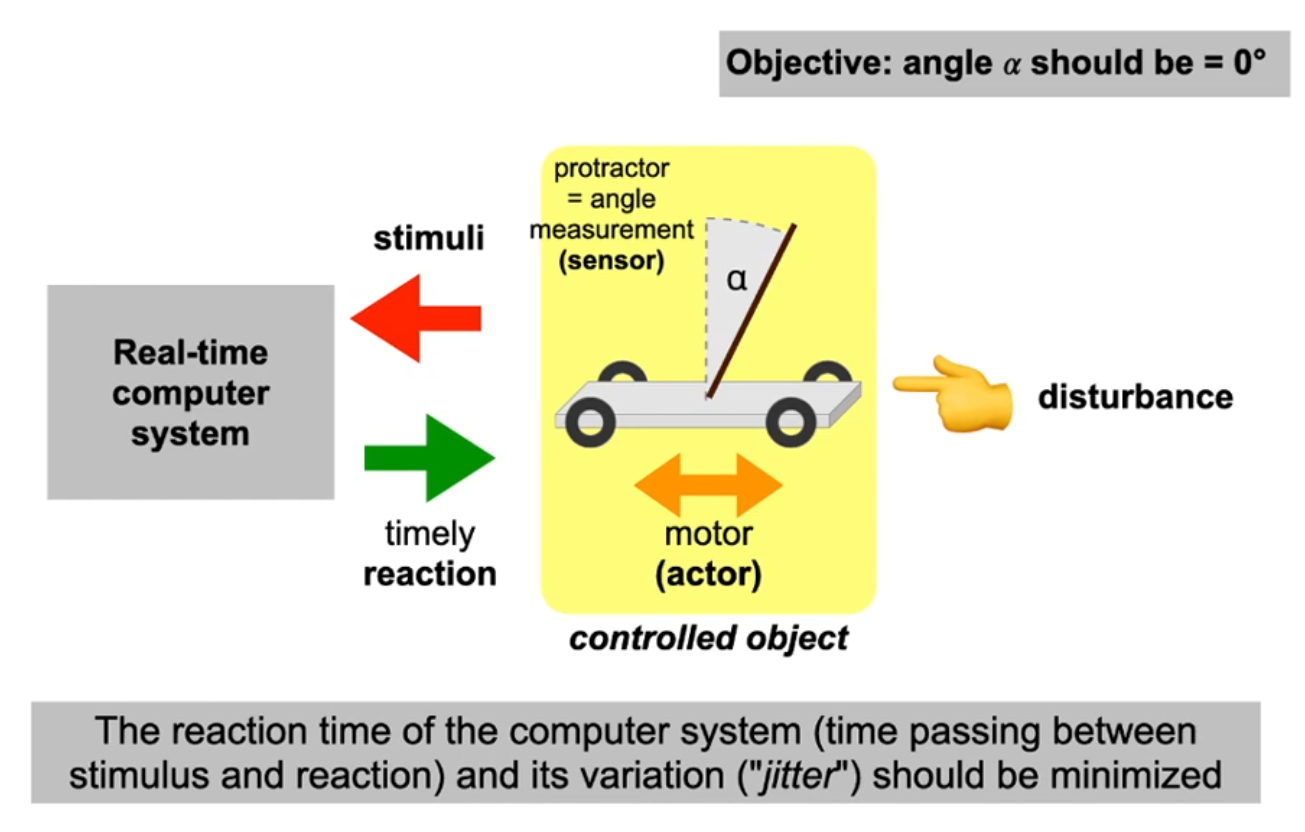 Objective: angle α should be = 0°
protractor
= angle
measurement
(sensor)
stimuli
α
Real-time
computer
system
disturbance
timely
reaction
motor
(actor)
controlled object
The reaction time of the computer system (time passing between
stimulus and reaction) and its variation ("jitter") should be minimized